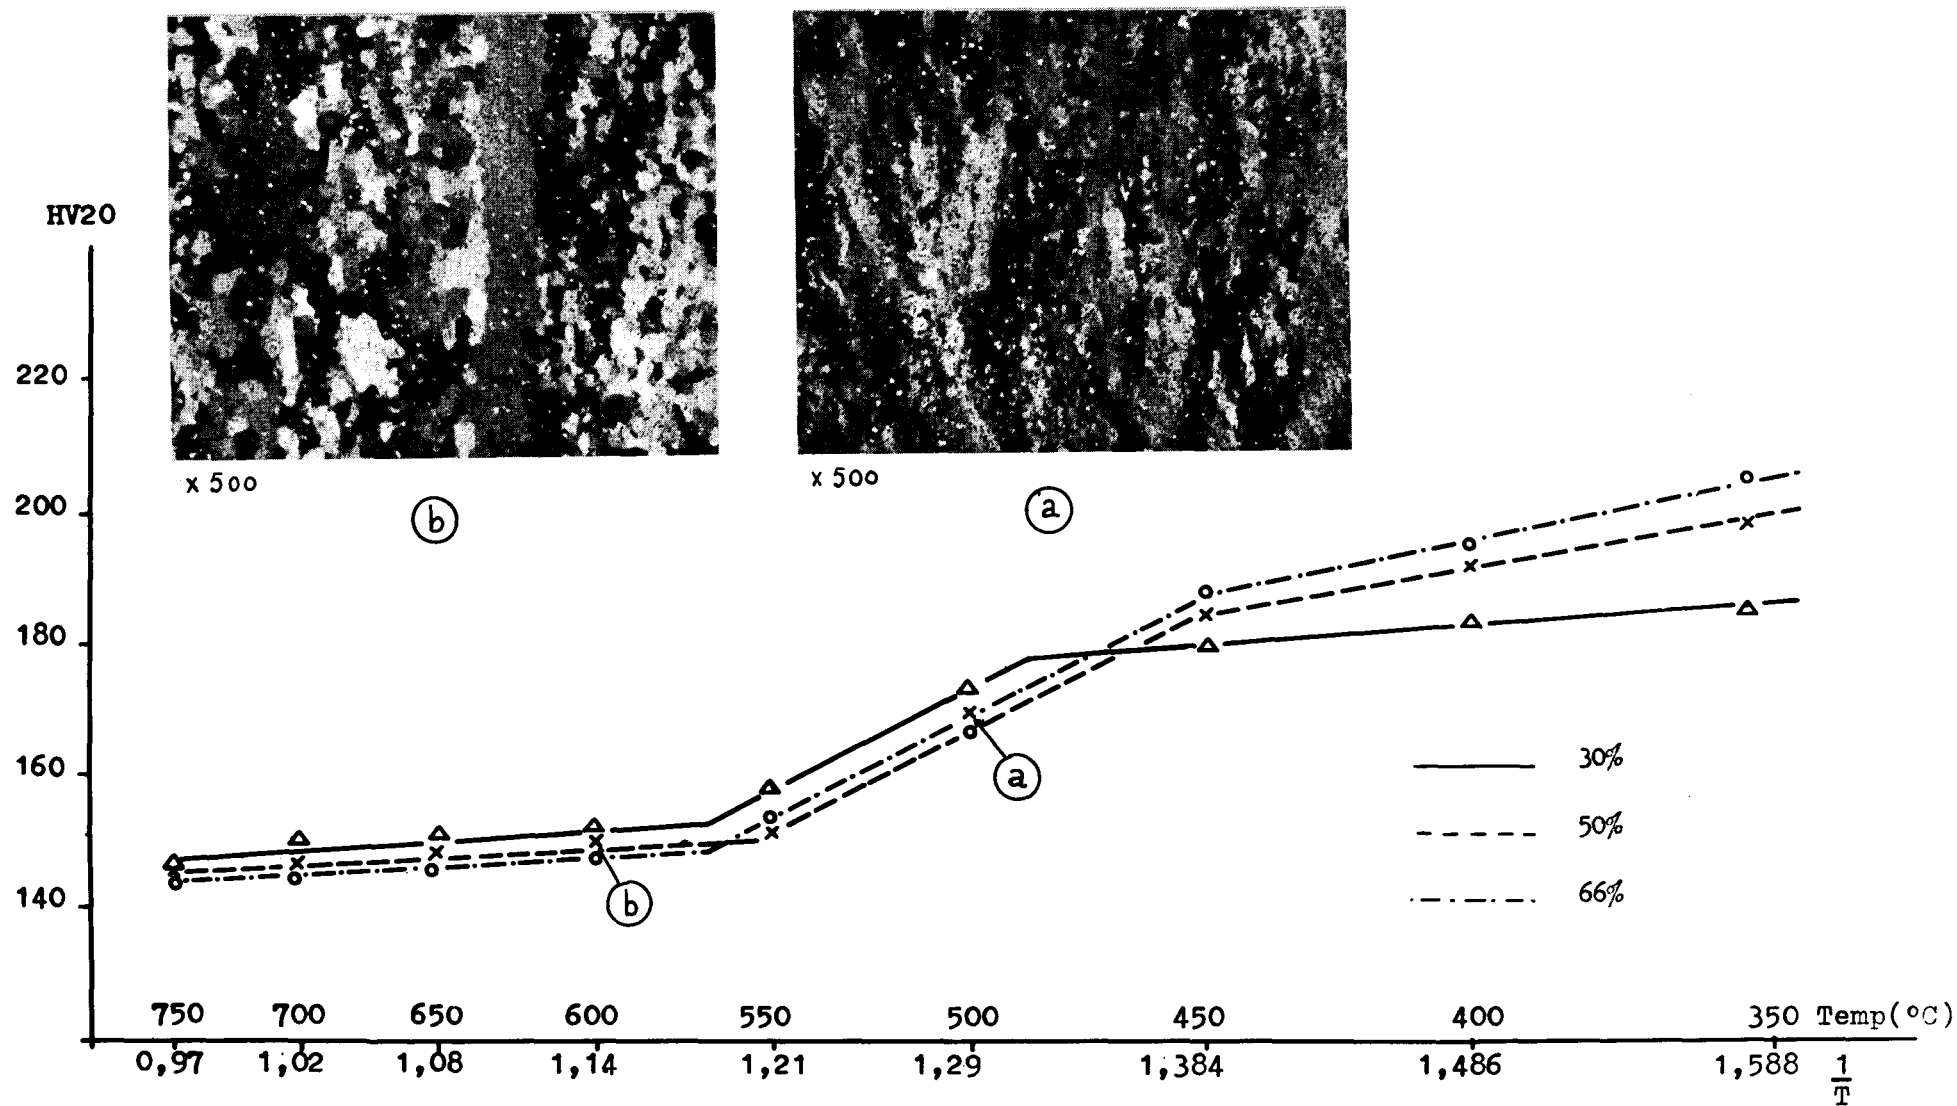 HV20
x 500
x 500
b
a
220
200
180
160
140
a
b
30%
50%
66%
750 700 650 600 550 500 450 400 350 Temp(°C)
0,97 1,02 1,08 1,14 1,21 1,29 1,384 1,486 1,588 1/T